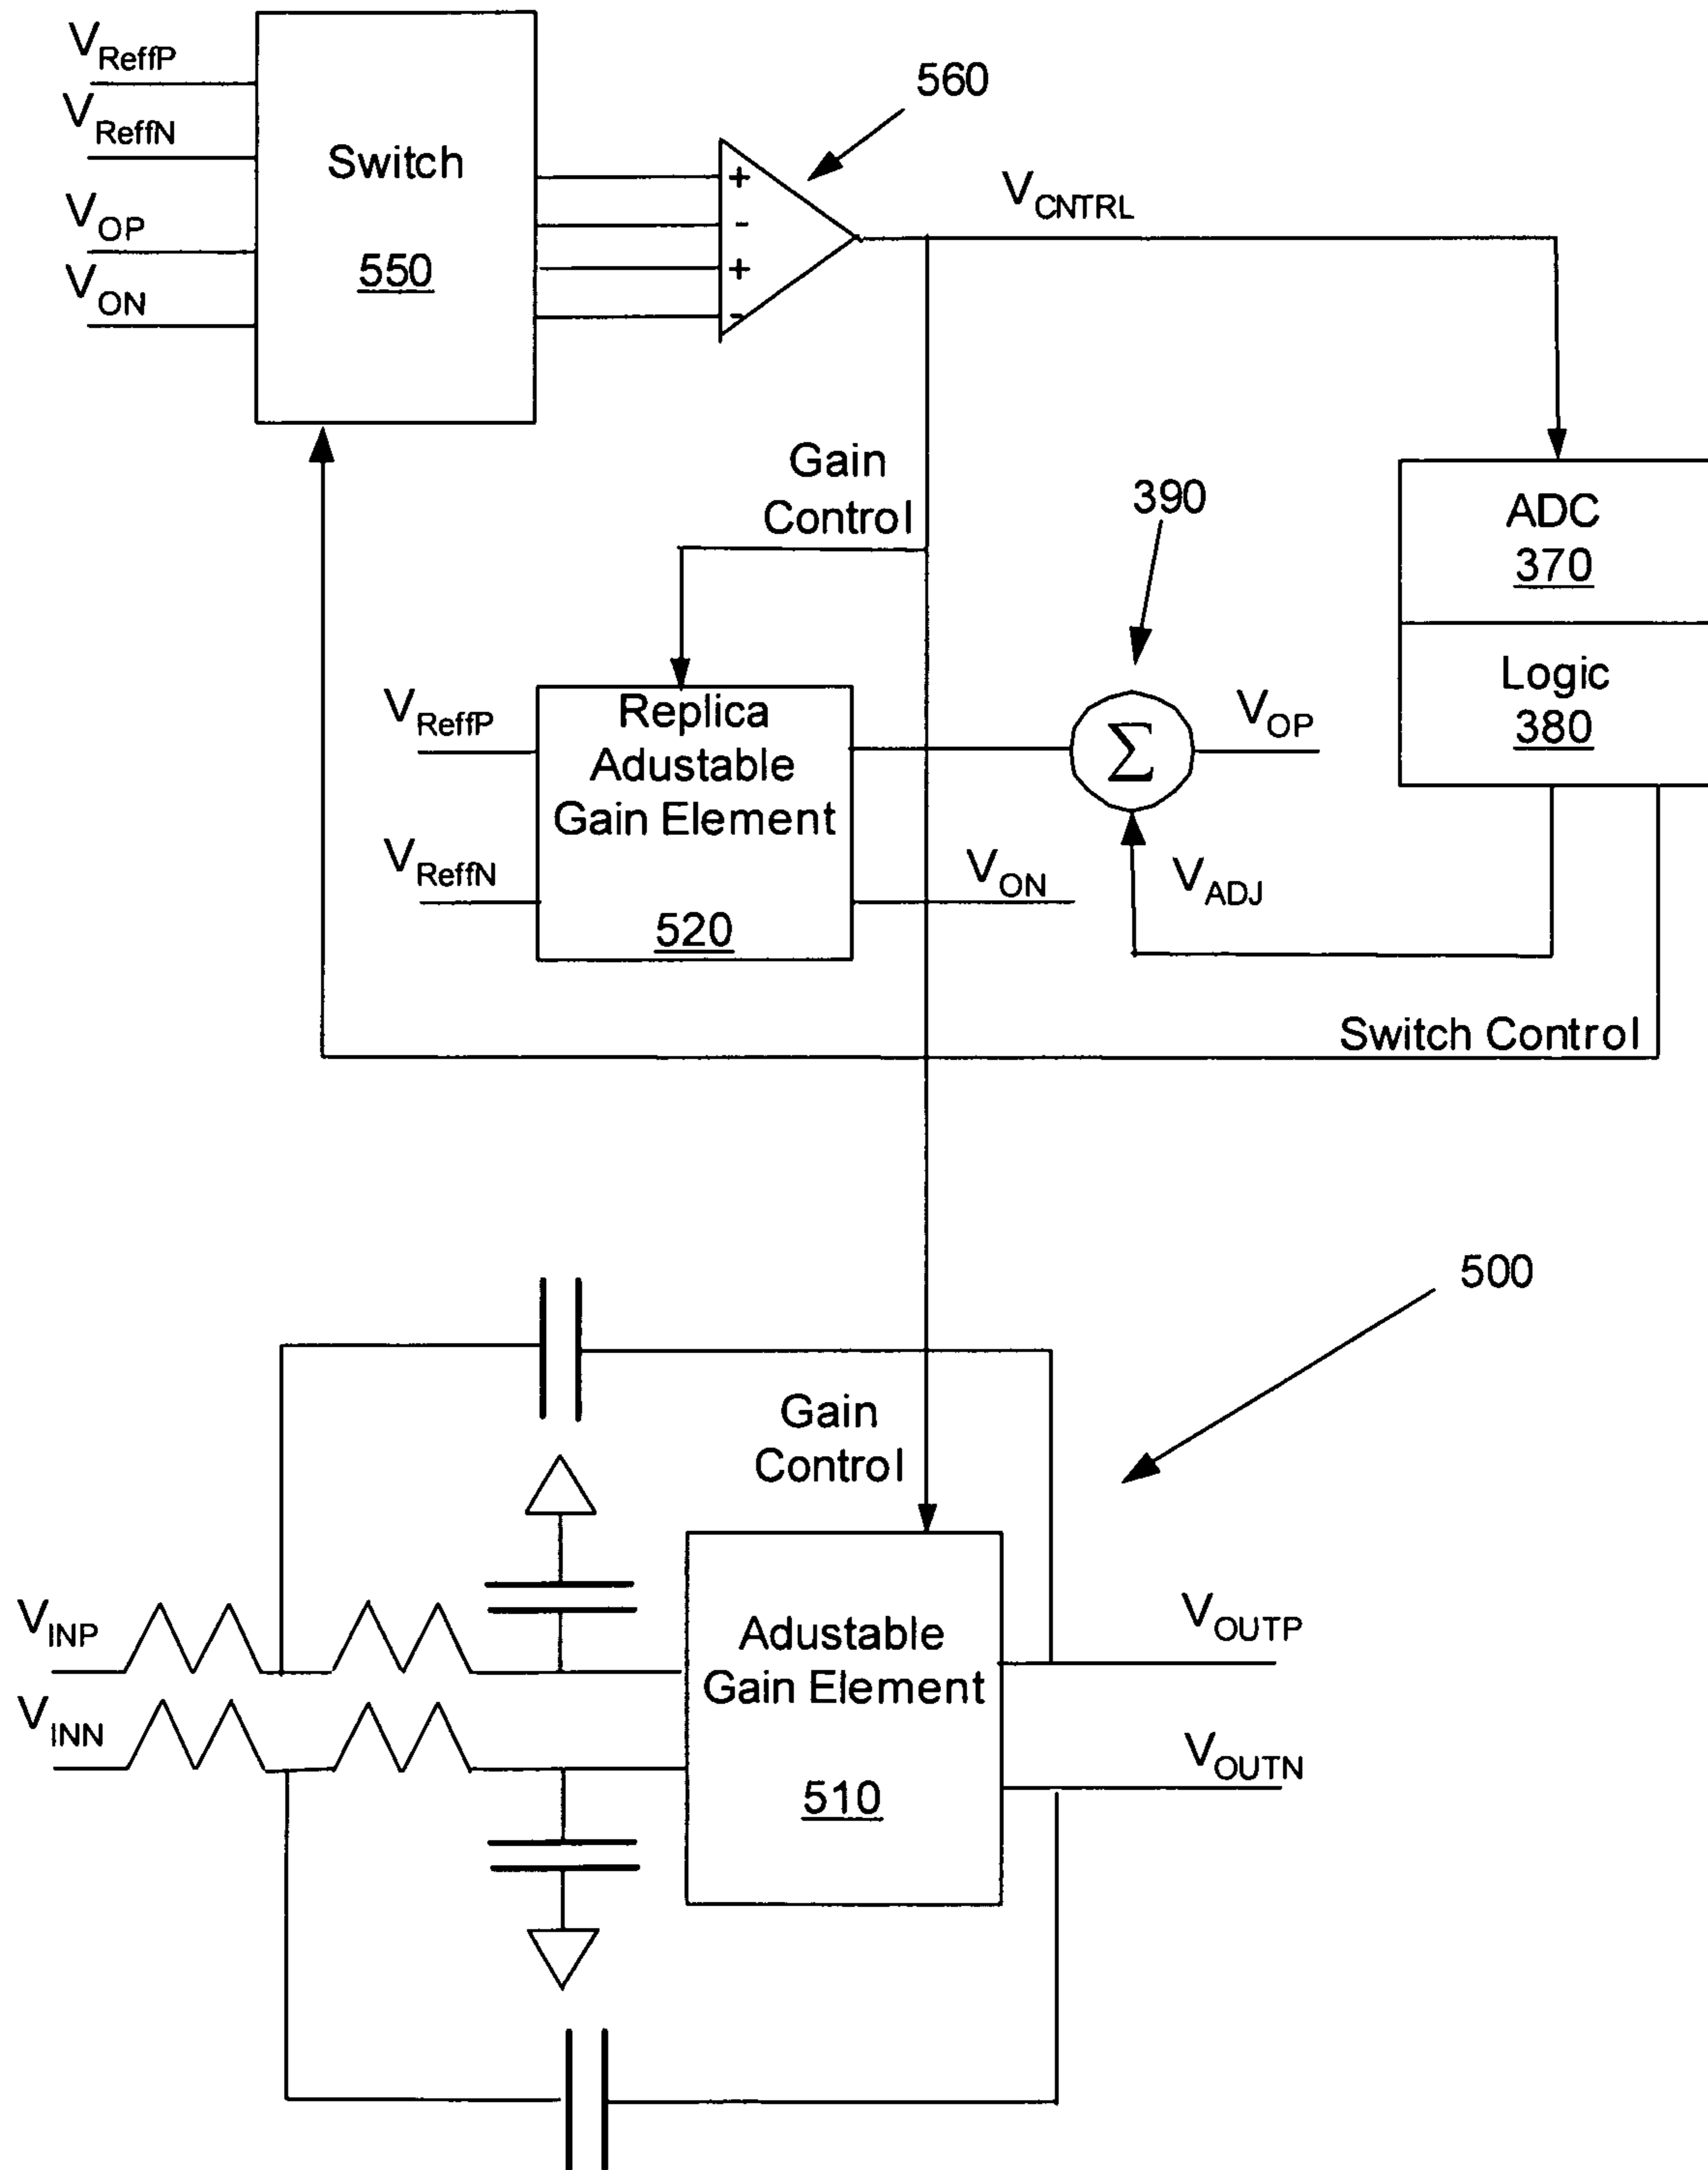 VReffP
VReffN
VOP
VON
Switch
550
+
-
+
-
560
VCNTRL
Gain
Control
390
ADC
370
Logic
380
VReffP
VReffN
Replica
Adustable
Gain Element
520
Σ
VOP
VON
VADJ
Switch Control
500
Gain
Control
VINP
VINN
Adustable
Gain Element
510
VOUTP
VOUTN